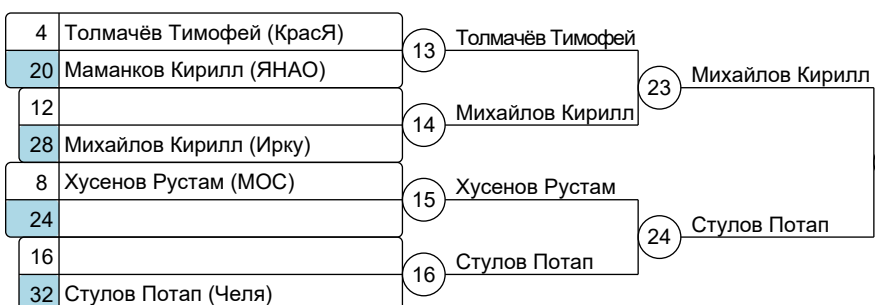 4 Толмачёв Тимофей (КрасЯ)
20 Маманков Кирилл (ЯНАО)
12
28 Михайлов Кирилл (Ирку)
8 Хусенов Рустам (МОС)
24
16
32 Стулов Потап (Челя)
13 Толмачёв Тимофей
14 Михайлов Кирилл
15 Хусенов Рустам
16 Стулов Потап
23 Михайлов Кирилл
24 Стулов Потап